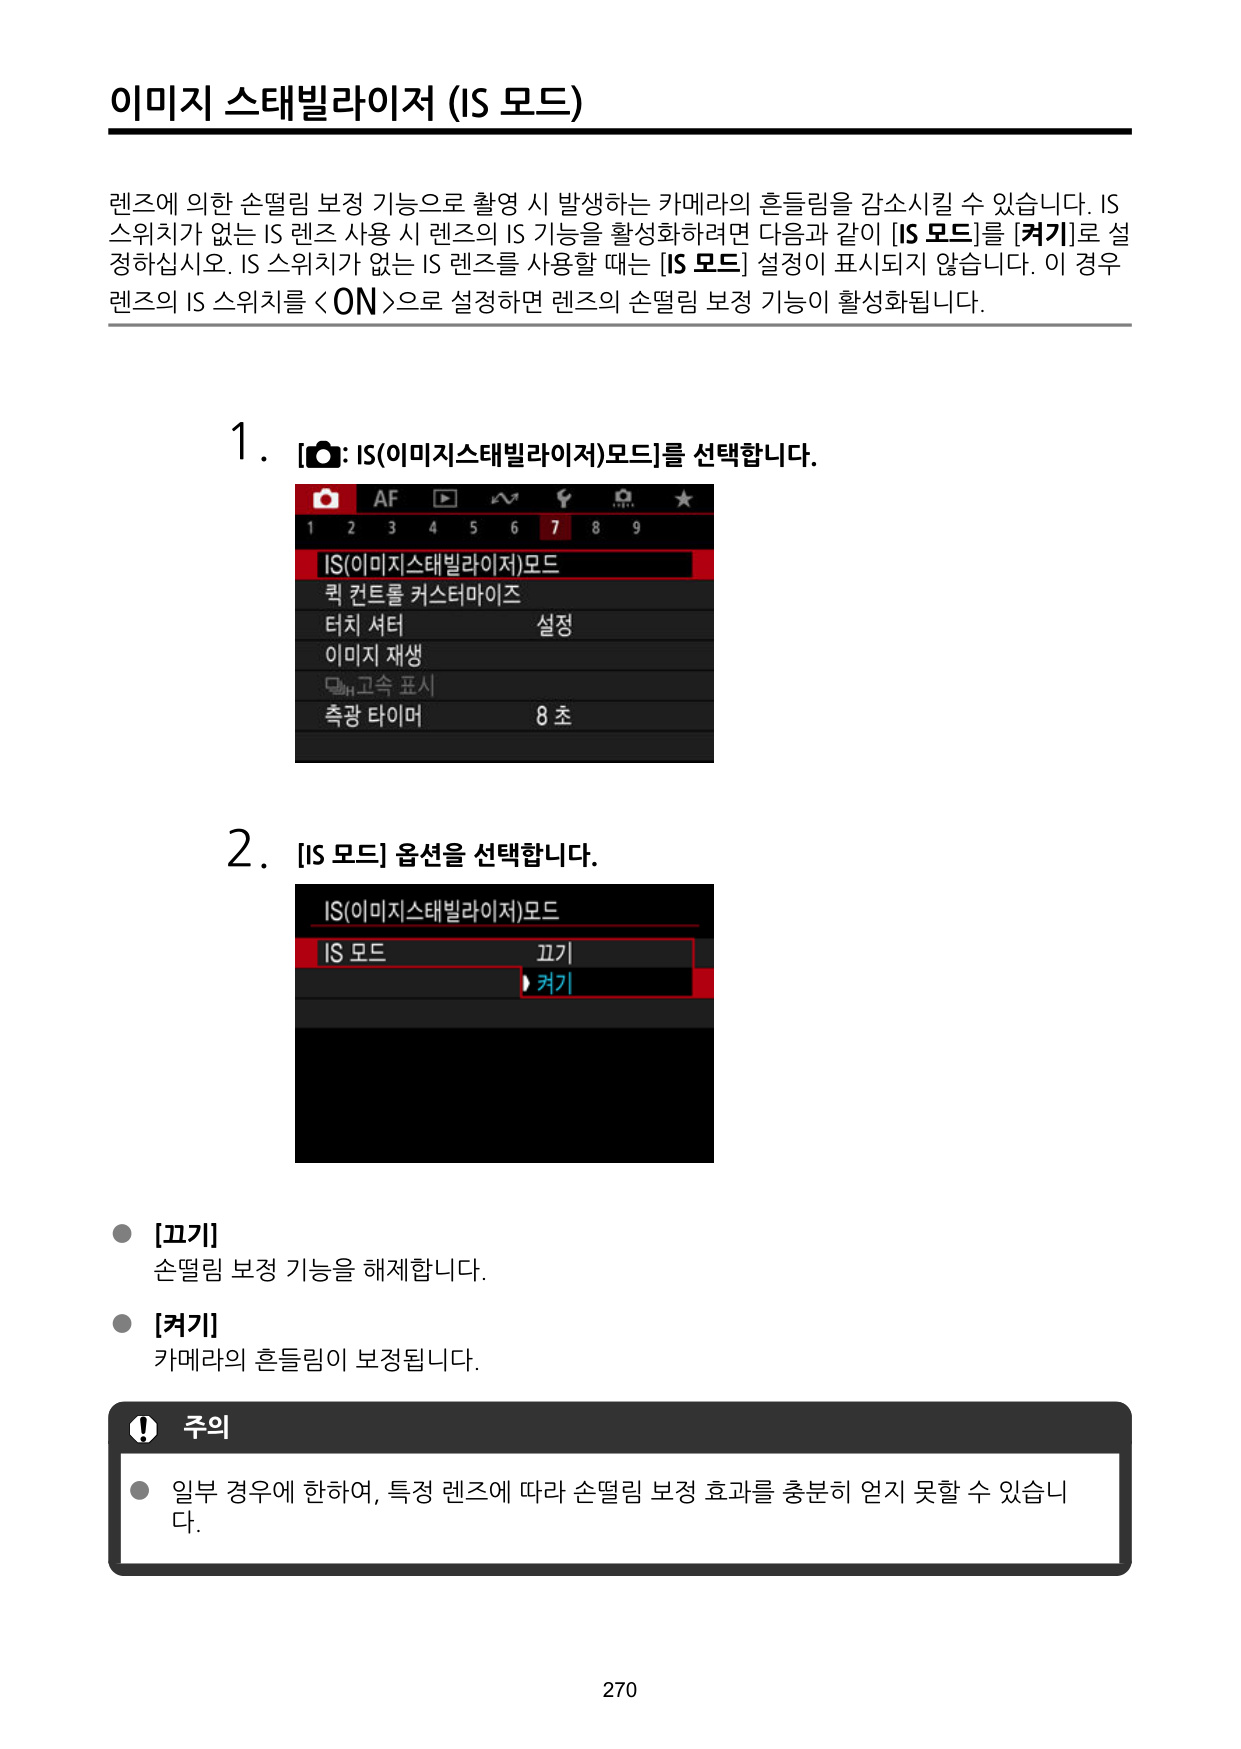 이미지 스태빌라이저 (IS 모드)
렌즈에 의한 손떨림 보정 기능으로 촬영 시 발생하는 카메라의 흔들림을 감소시킬 수 있습니다. IS
스위치가 없는 IS 렌즈 사용 시 렌즈의 IS 기능을 활성화하려면 다음과 같이 [IS 모드]를 [켜기]로 설
정하십시오. IS 스위치가 없는 IS 렌즈를 사용할 때는 [IS 모드] 설정이 표시되지 않습니다. 이 경우
렌즈의 IS 스위치를 <ON>으로 설정하면 렌즈의 손떨림 보정 기능이 활성화됩니다.
1. [: IS(이미지스태빌라이저)모드]를 선택합니다.
AF
1 2 3 4 5 6 7 8 9
IS(이미지스태빌라이저)모드
퀵 컨트롤 커스터마이즈
터치 셔터 설정
이미지 재생
H고속 표시
측광 타이머 8 초
2. [IS 모드] 옵션을 선택합니다.
IS(이미지스태빌라이저)모드
IS 모드 끄기
켜기
● [끄기]
손떨림 보정 기능을 해제합니다.
● [켜기]
카메라의 흔들림이 보정됩니다.
주의
● 일부 경우에 한하여, 특정 렌즈에 따라 손떨림 보정 효과를 충분히 얻지 못할 수 있습니
다.
270